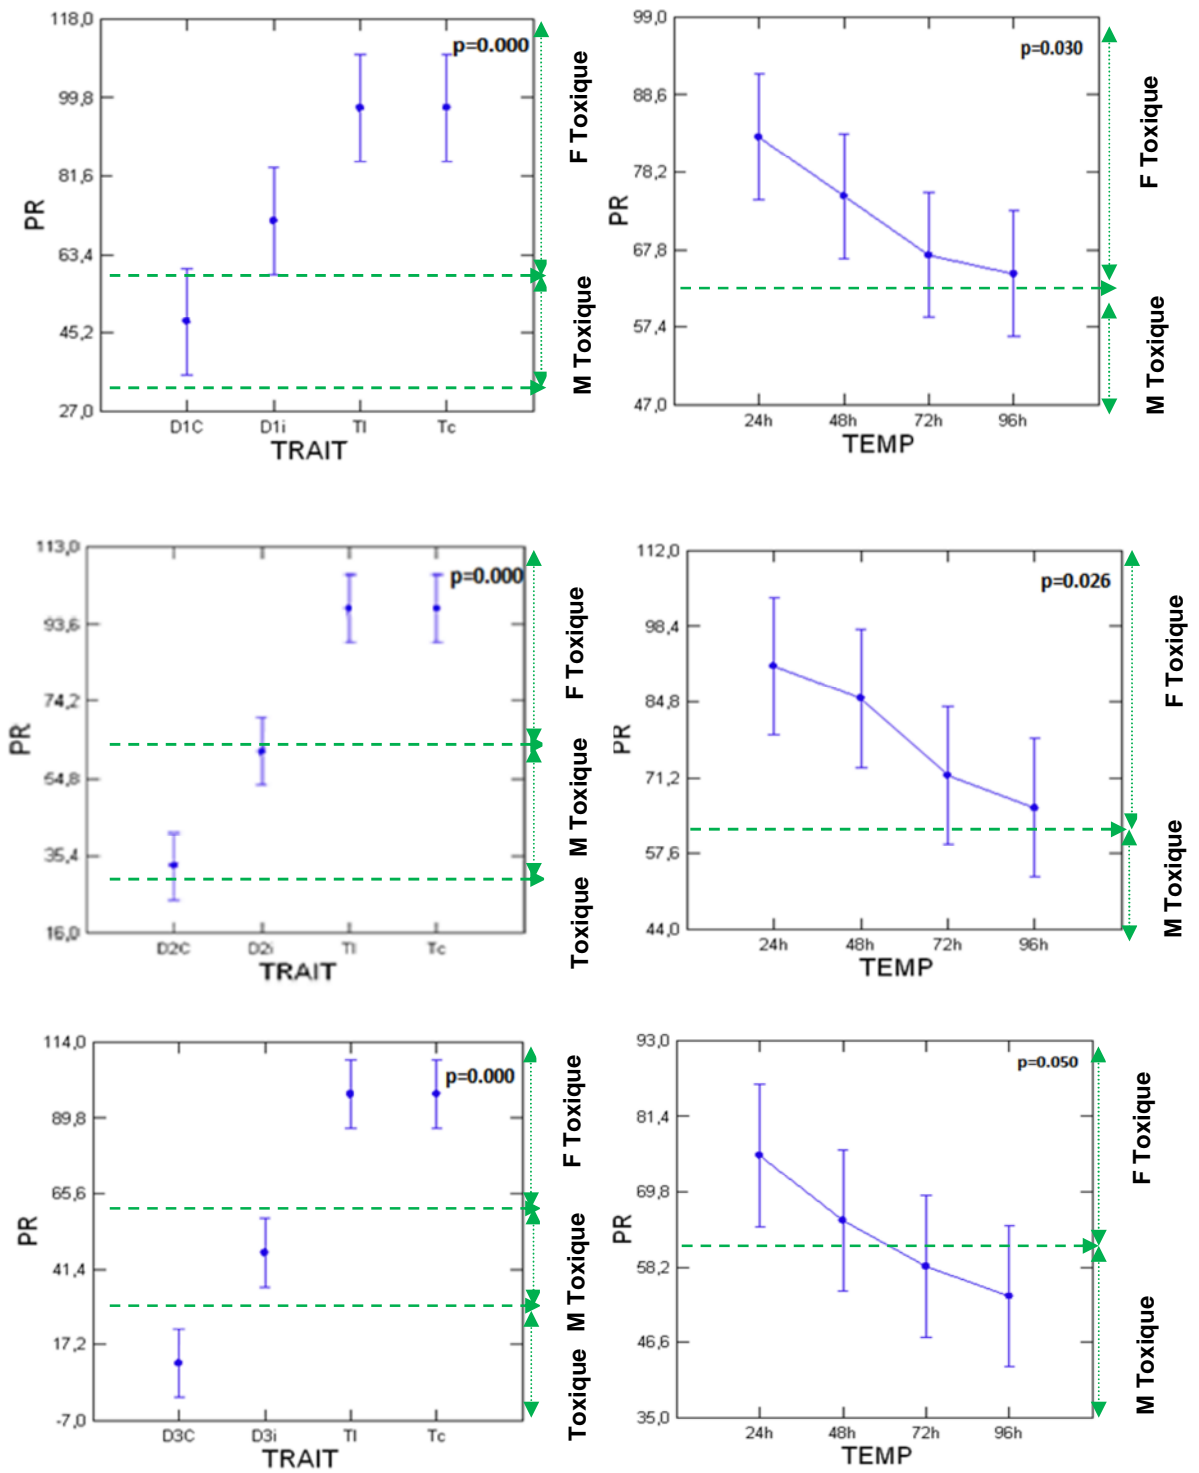 118,0
99,8
81,6
63,4
45,2
27,0
PR
p=0.000
D1C D1i Tl Tc
TRAIT
F Toxique
M Toxique
99,0
88,6
78,2
67,8
57,4
47,0
PR
p=0.030
24h 48h 72h 96h
TEMP
F Toxique
M Toxique
113,0
93,6
74,2
54,8
35,4
16,0
PR
p=0.000
D2C D2i Tl Tc
TRAIT
F Toxique
M Toxique
Toxique
112,0
98,4
84,8
71,2
57,6
44,0
PR
p=0.026
24h 48h 72h 96h
TEMP
F Toxique
M Toxique
114,0
89,8
65,6
41,4
17,2
-7,0
PR
p=0.000
D3C D3i Tl Tc
TRAIT
F Toxique
M Toxique
Toxique
93,0
81,4
69,8
58,2
46,6
35,0
PR
p=0.050
24h 48h 72h 96h
TEMP
F Toxique
M Toxique